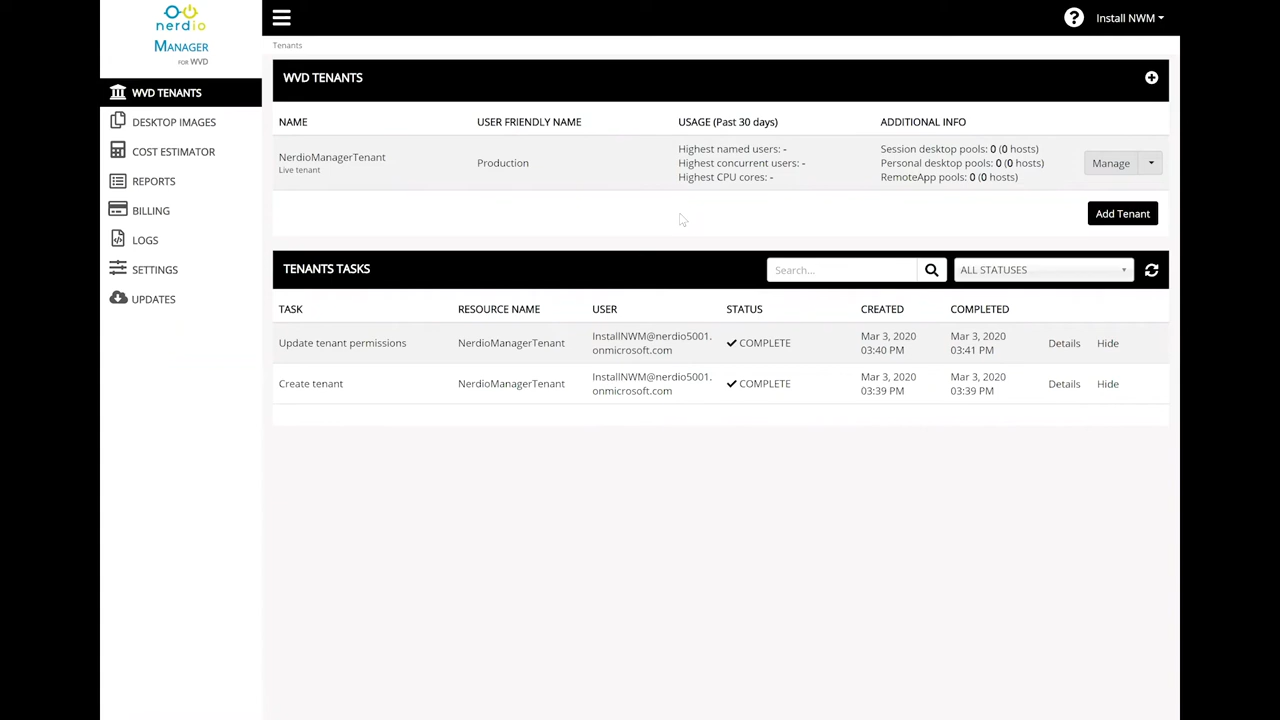 nerdio
MANAGER
FOR WVD
Install NWM
Tenants
WVD TENANTS
DESKTOP IMAGES
COST ESTIMATOR
REPORTS
BILLING
LOGS
SETTINGS
UPDATES
WVD TENANTS
NAME USER FRIENDLY NAME USAGE (Past 30 days) ADDITIONAL INFO
NerdioManagerTenant
Live tenant
Production
Highest named users: -
Highest concurrent users: -
Highest CPU cores: -
Session desktop pools: 0 (0 hosts)
Personal desktop pools: 0 (0 hosts)
RemoteApp pools: 0 (0 hosts)
Manage
Add Tenant
TENANTS TASKS
Search...
ALL STATUSES
TASK RESOURCE NAME USER STATUS CREATED COMPLETED
Update tenant permissions NerdioManagerTenant
InstallNWM@nerdio5001.
onmicrosoft.com
COMPLETE
Mar 3, 2020
03:40 PM
Mar 3, 2020
03:41 PM
Details Hide
Create tenant NerdioManagerTenant
InstallNWM@nerdio5001.
onmicrosoft.com
COMPLETE
Mar 3, 2020
03:39 PM
Mar 3, 2020
03:39 PM
Details Hide